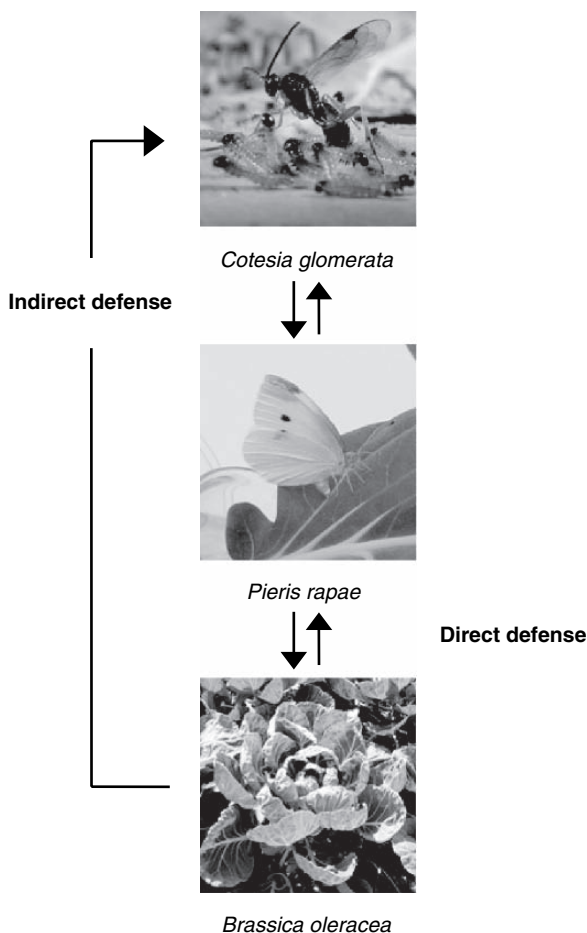 Cotesia glomerata
Indirect defense
Pieris rapae
Direct defense
Brassica oleracea